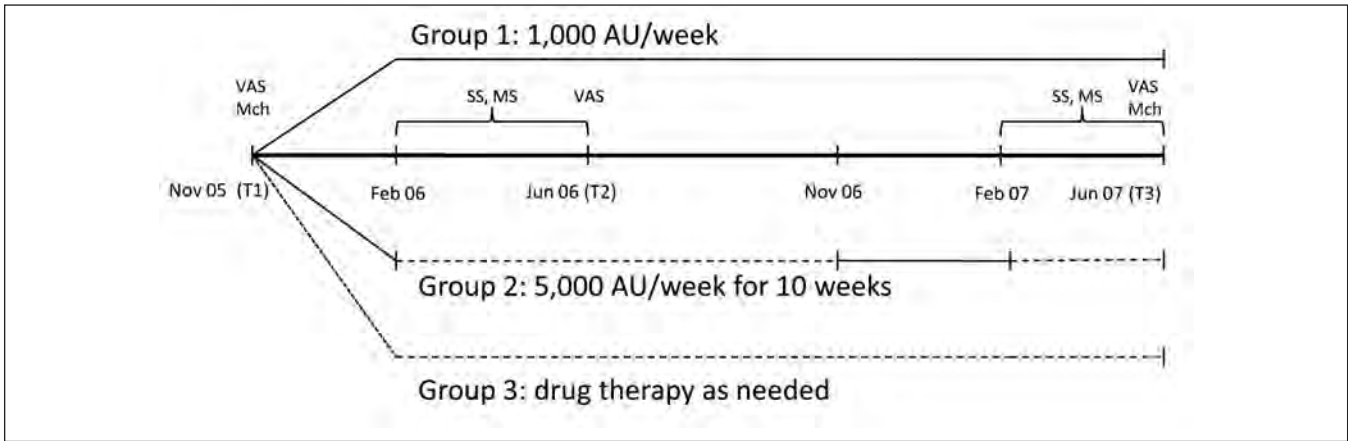 Group 1: 1,000 AU/week
VAS
Mch
SS, MS
VAS
SS, MS
VAS
Mch
Nov 05 (T1)
Feb 06
Jun 06 (T2)
Nov 06
Feb 07
Jun 07 (T3)
Group 2: 5,000 AU/week for 10 weeks
Group 3: drug therapy as needed